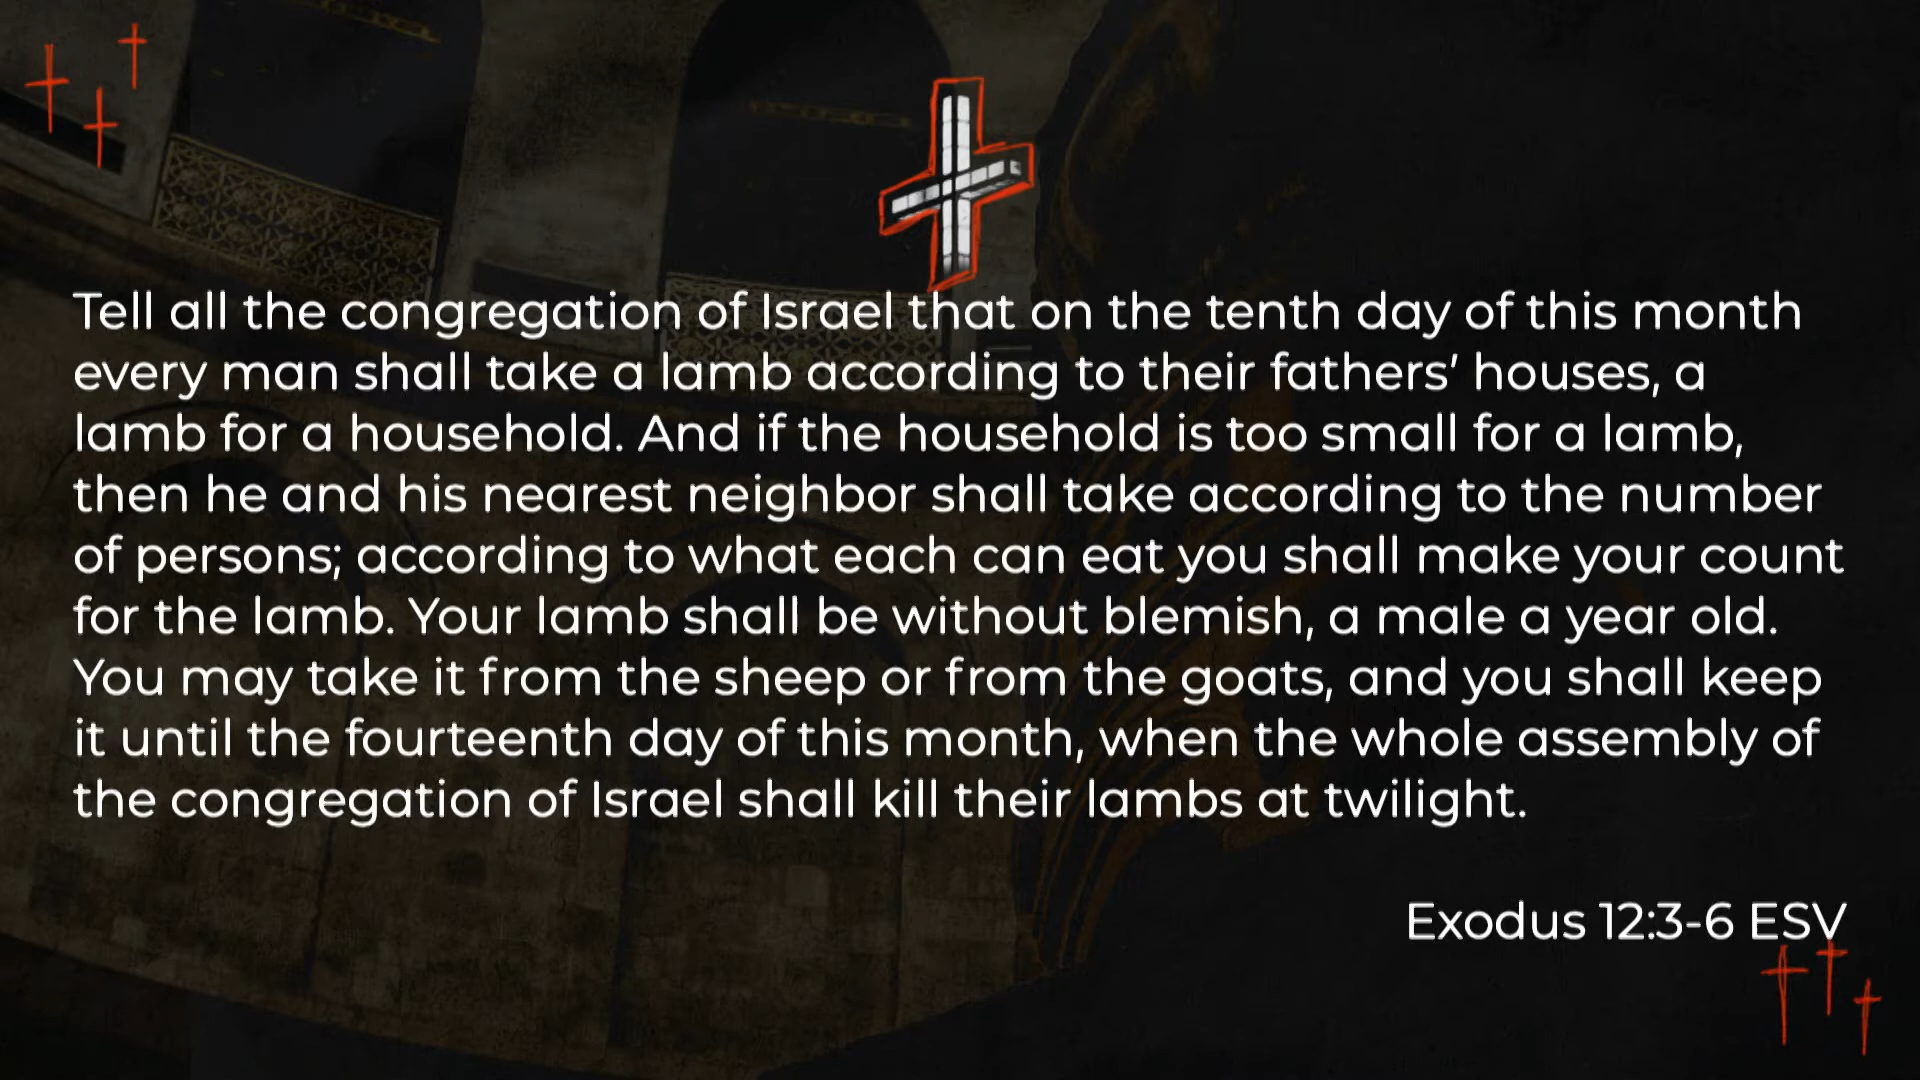 Tell all the congregation of Israel that on the tenth day of this month
every man shall take a lamb according to their fathers’ houses, a
lamb for a household. And if the household is too small for a lamb,
then he and his nearest neighbor shall take according to the number
of persons; according to what each can eat you shall make your count
for the lamb. Your lamb shall be without blemish, a male a year old.
You may take it from the sheep or from the goats, and you shall keep
it until the fourteenth day of this month, when the whole assembly of
the congregation of Israel shall kill their lambs at twilight.
Exodus 12:3-6 ESV